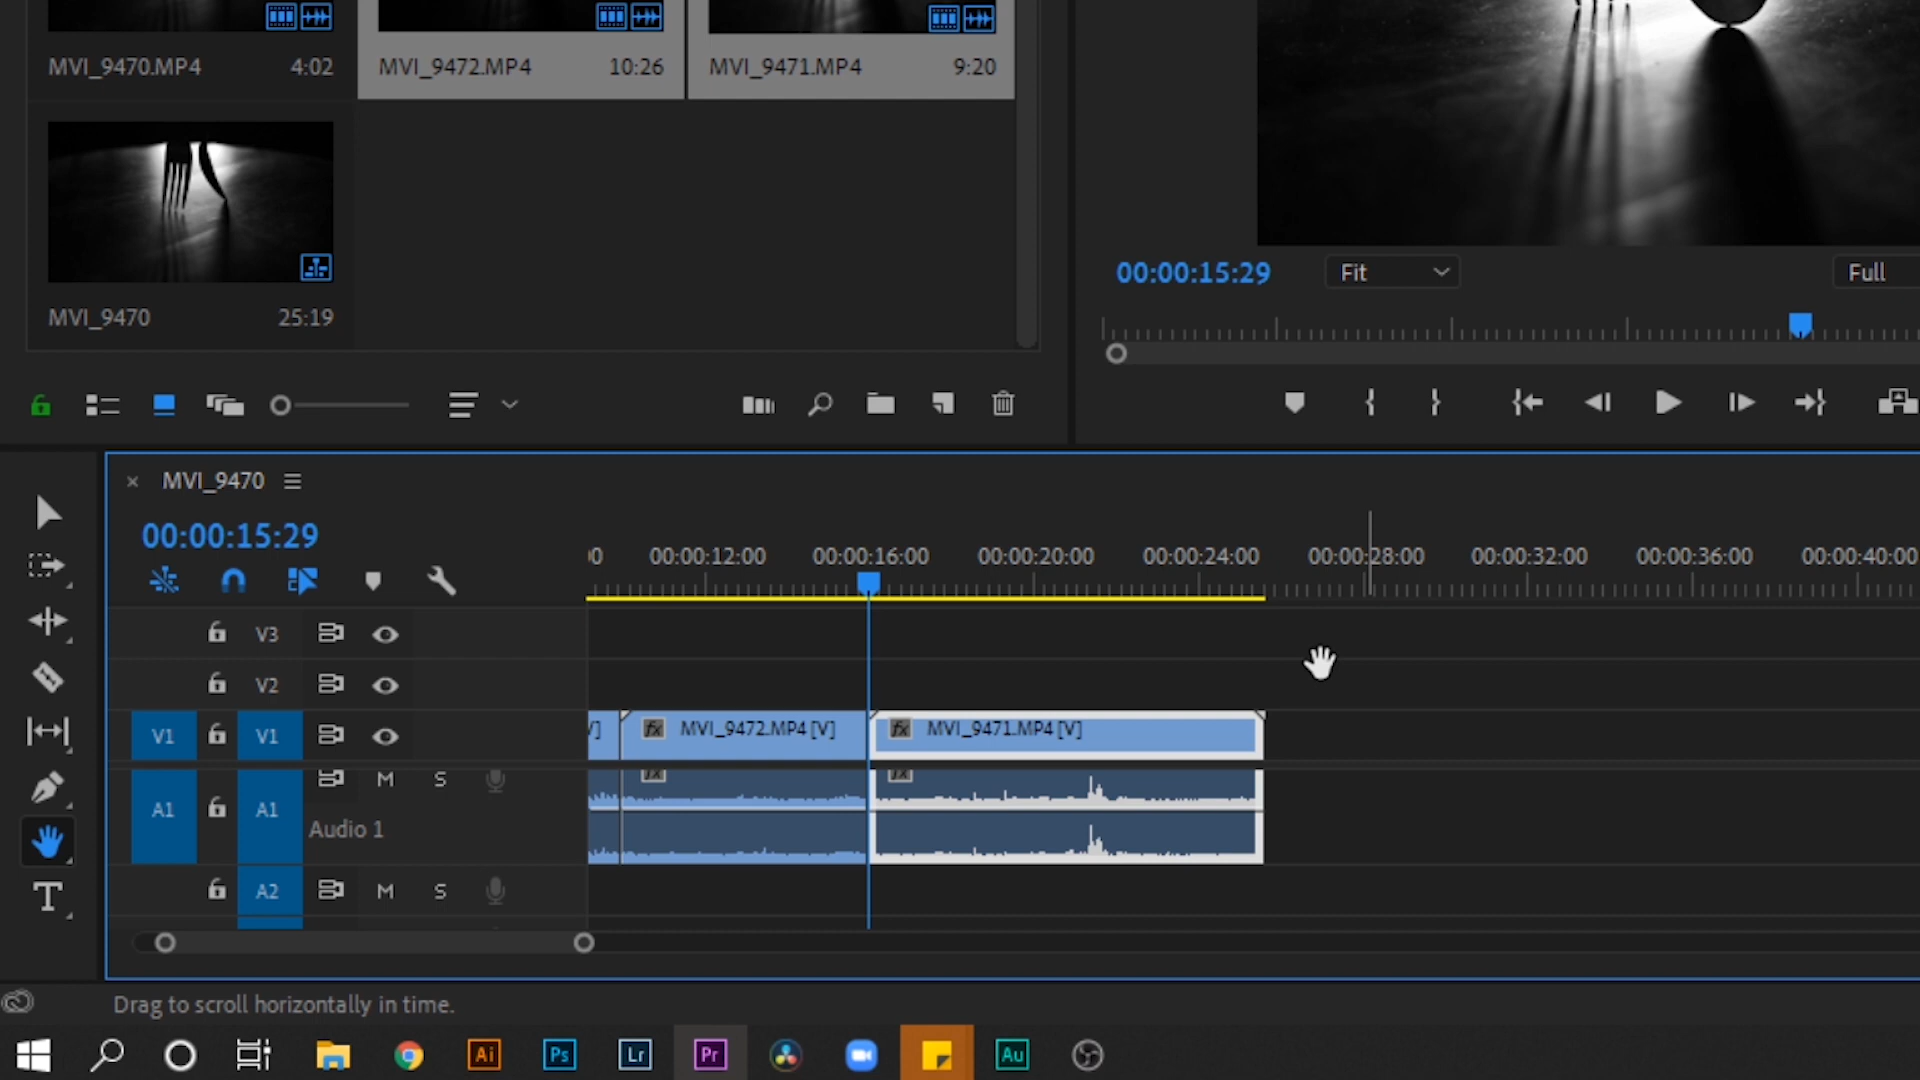 MVI_9470.MP4 4:02
MVI_9472.MP4 10:26
MVI_9471.MP4 9:20
MVI_9470 25:19
00:00:15:29 Fit Full
× MVI_9470
00:00:15:29
00:00:12:00 00:00:16:00 00:00:20:00 00:00:24:00 00:00:28:00 00:00:32:00 00:00:36:00 00:00:40:00
V3
V2
V1 V1 V] fx MVI_9472.MP4 [V] fx MVI_9471.MP4 [V]
M S fx fx
A1 A1
Audio 1
A2 M S
T
Drag to scroll horizontally in time.
Ai Ps Lr Pr Au